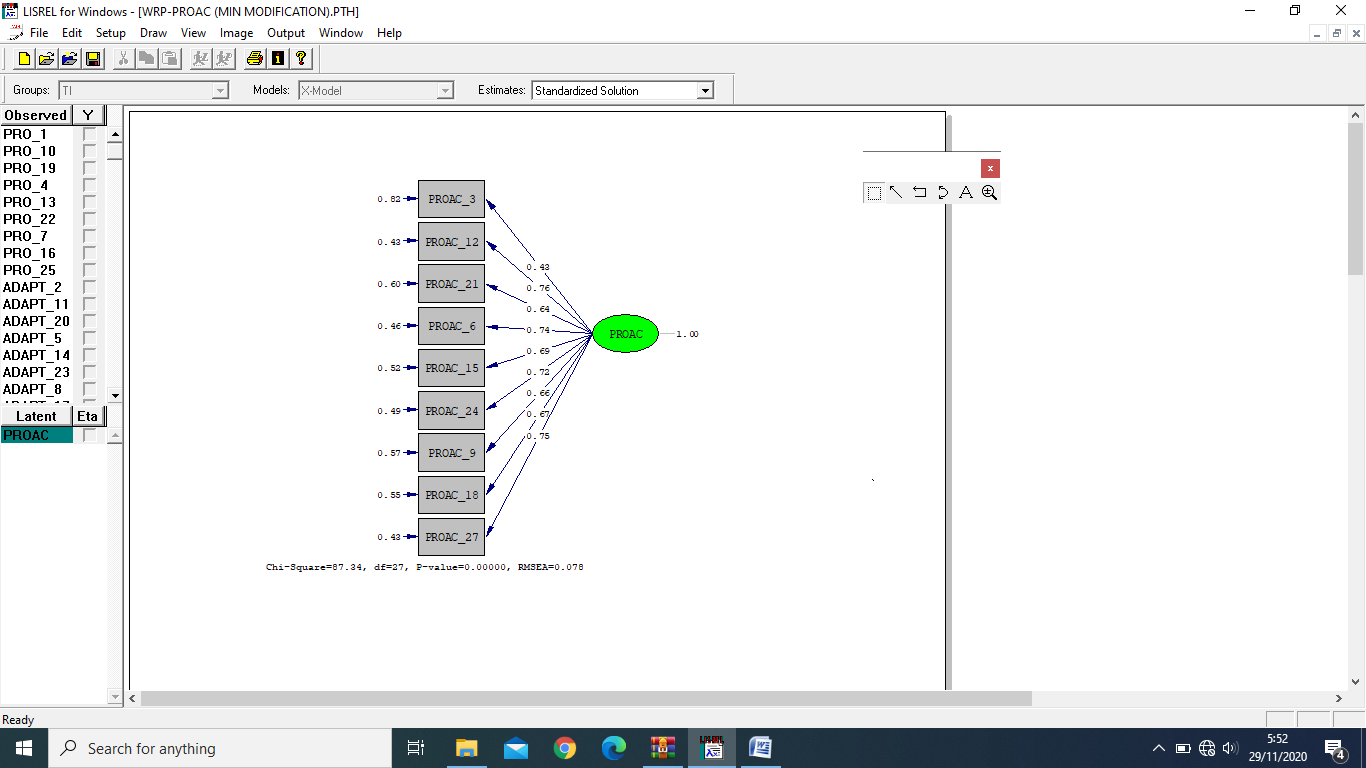 LISREL for Windows - [WRP-PROAC (MIN MODIFICATION).PTH]
File Edit Setup Draw View Image Output Window Help
Groups: TI Models: X-Model Estimates: Standardized Solution
Observed Y
PRO_1
PRO_10
PRO_19
PRO_4
PRO_13
PRO_22
PRO_7
PRO_16
PRO_25
ADAPT_2
ADAPT_11
ADAPT_20
ADAPT_5
ADAPT_14
ADAPT_23
ADAPT_8
Latent Eta
PROAC
0.82 PROAC_3
0.43 PROAC_12
0.60 PROAC_21
0.46 PROAC_6
0.52 PROAC_15
0.49 PROAC_24
0.57 PROAC_9
0.55 PROAC_18
0.43 PROAC_27
0.43
0.76
0.64
0.74
0.69
0.72
0.66
0.67
0.75
PROAC 1.00
Chi-Square=87.34, df=27, P-value=0.00000, RMSEA=0.078
A
Ready
Search for anything
5:52
29/11/2020
4